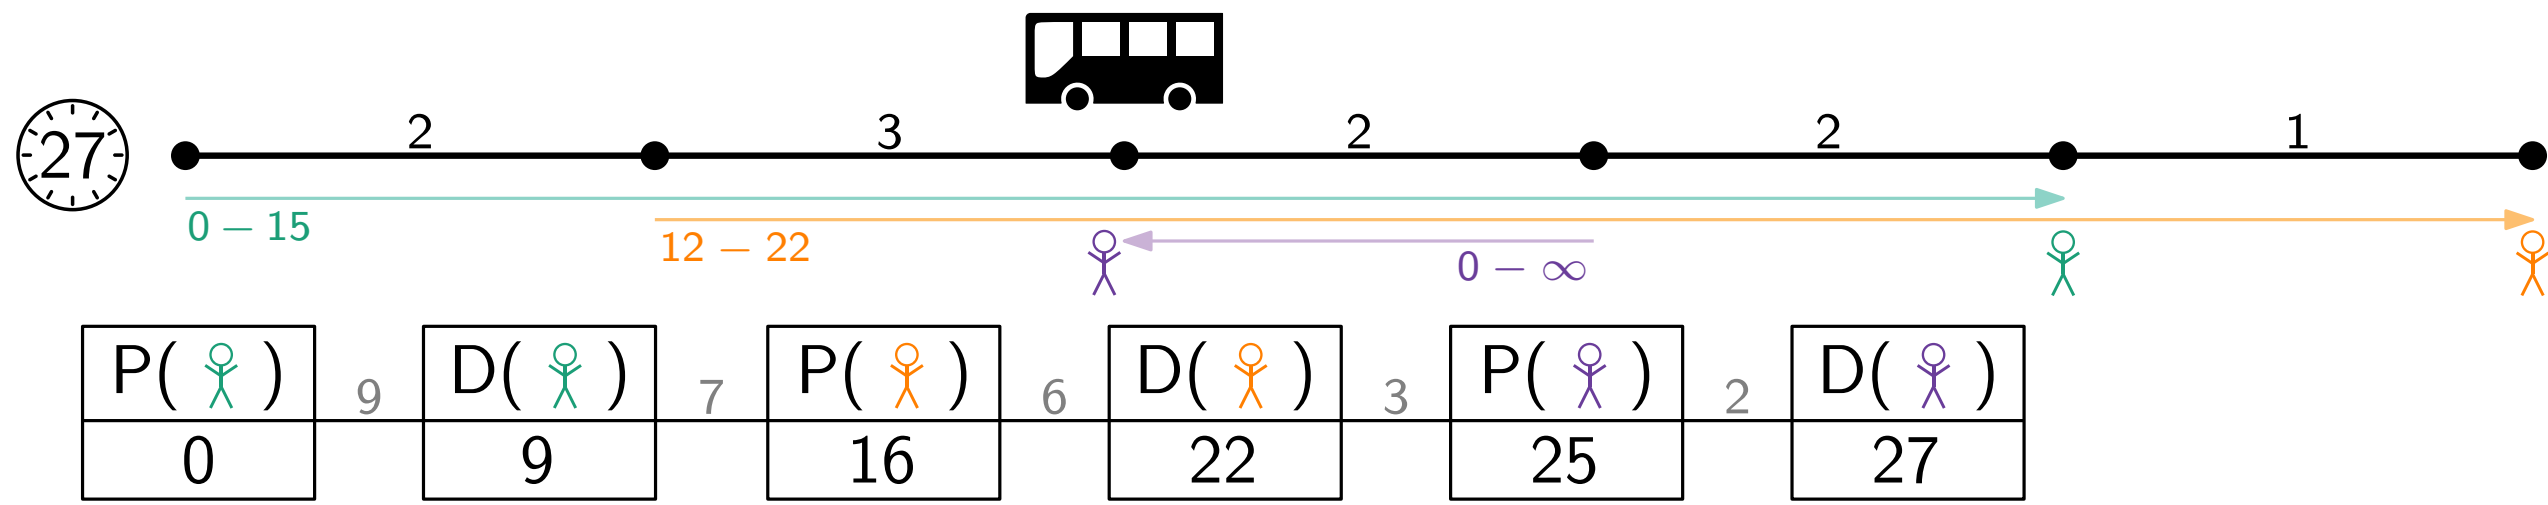 2 3 2 2 1
27
0 – 15
12 – 22
0 – ∞
P( ) 9 D( ) 7 P( ) 6 D( ) 3 P( ) 2 D( )
0 9 16 22 25 27